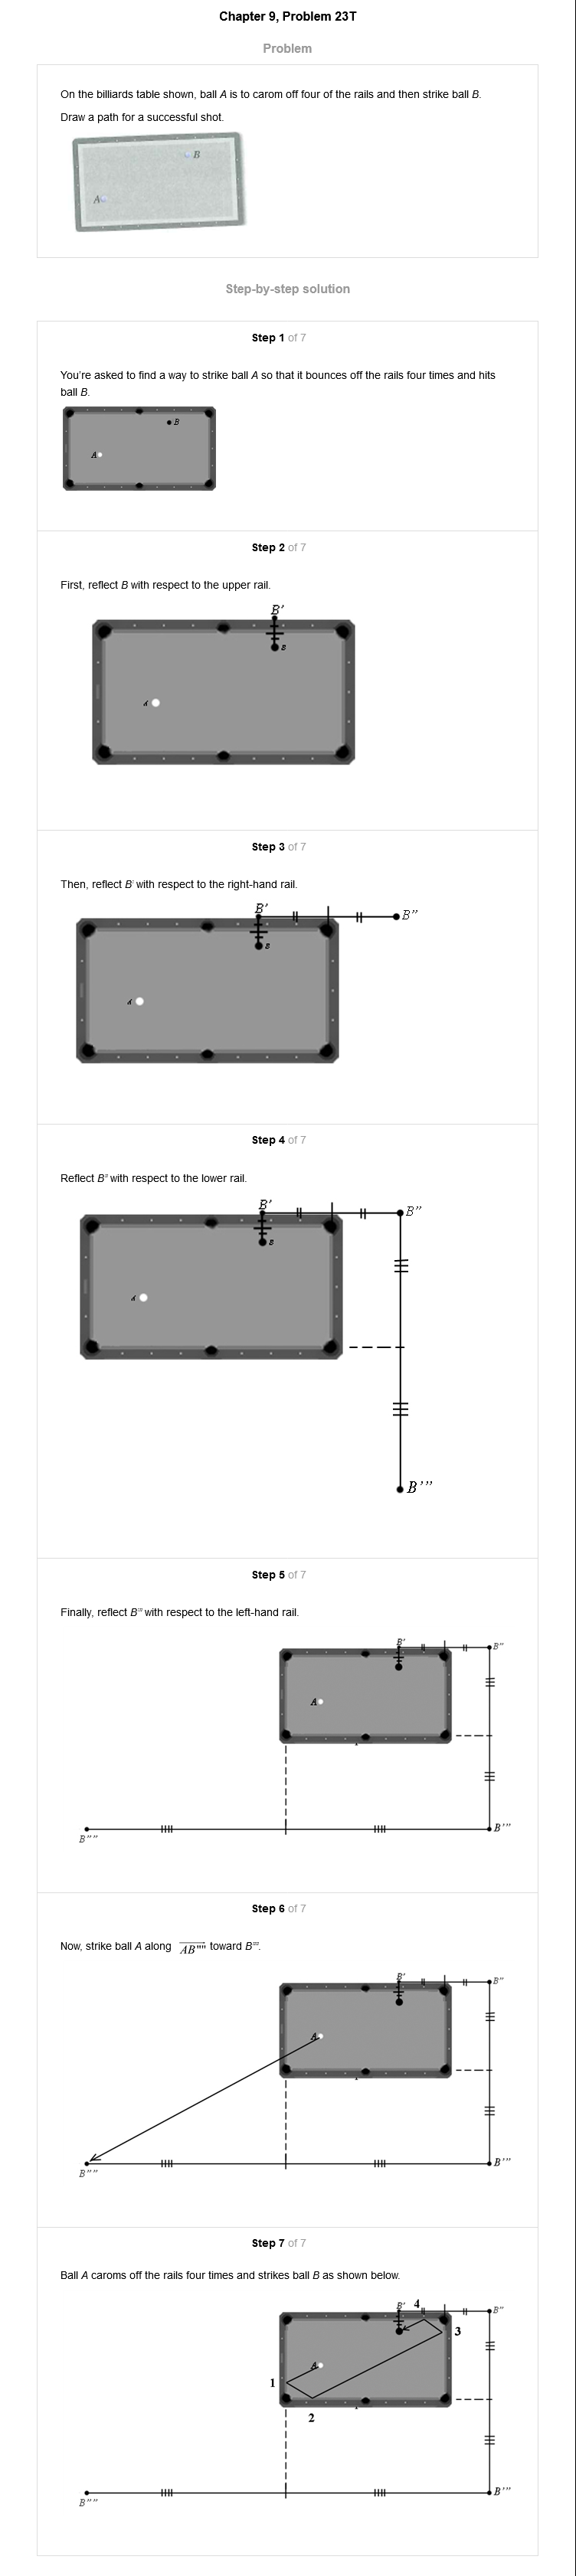 Chapter 9, Problem 23T
Problem
On the billiards table shown, ball A is to carom off four of the rails and then strike ball B.
Draw a path for a successful shot.
B
A
Step-by-step solution
Step 1 of 7
You're asked to find a way to strike ball A so that it bounces off the rails four times and hits
ball B.
B
A
Step 2 of 7
First, reflect B with respect to the upper rail.
B'
B
A
Step 3 of 7
Then, reflect B' with respect to the right-hand rail.
B'
B''
B
A
Step 4 of 7
Reflect B'' with respect to the lower rail.
B'
B''
B
A
B'''
Step 5 of 7
Finally, reflect B''' with respect to the left-hand rail.
B'
B''
A
B'''
B''''
Step 6 of 7
Now, strike ball A along AB'''' toward B''''.
B'
B''
A
B'''
B''''
Step 7 of 7
Ball A caroms off the rails four times and strikes ball B as shown below.
B'
4
B''
3
A
1
2
B'''
B''''